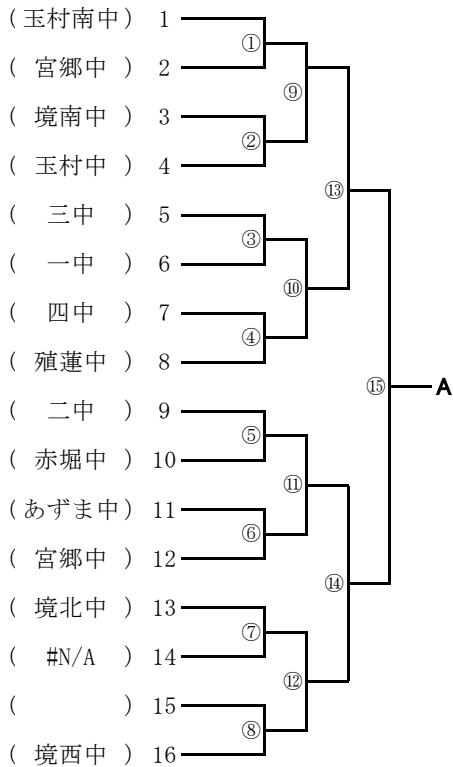 (玉村南中) 1
①
( 宮郷中 ) 2
⑨
( 境南中 ) 3
②
( 玉村中 ) 4
⑬
( 三中 ) 5
③
( 一中 ) 6
⑩
( 四中 ) 7
④
( 殖蓮中 ) 8
⑮ A
( 二中 ) 9
⑤
( 赤堀中 ) 10
⑪
(あずま中) 11
⑥
( 宮郷中 ) 12
⑭
( 境北中 ) 13
⑦
( #N/A ) 14
⑫
( ) 15
⑧
( 境西中 ) 16